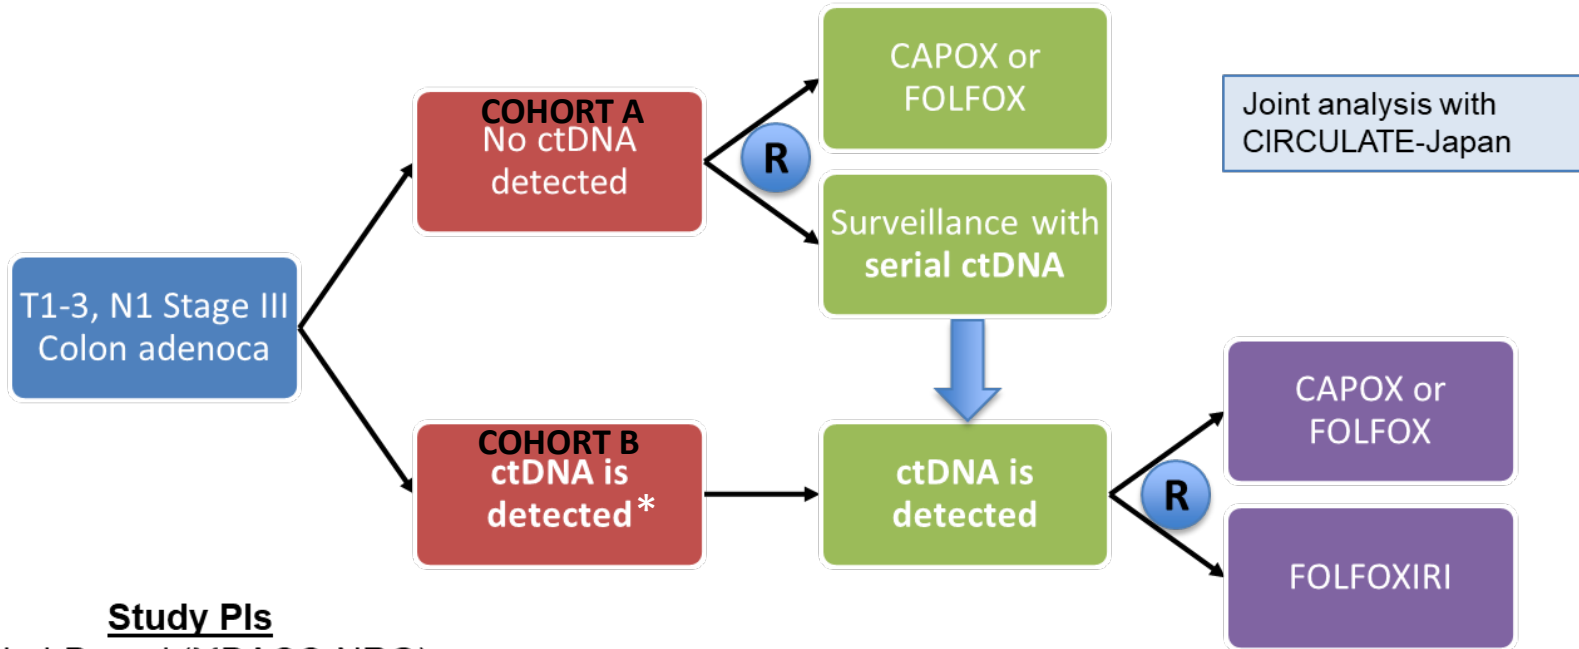 COHORT A
No ctDNA
detected
R
CAPOX or
FOLFOX
Surveillance with
serial ctDNA
Joint analysis with
CIRCULATE-Japan
T1-3, N1 Stage III
Colon adenoca
COHORT B
ctDNA is
detected*
ctDNA is
detected
R
CAPOX or
FOLFOX
FOLFOXIRI
Study PIs